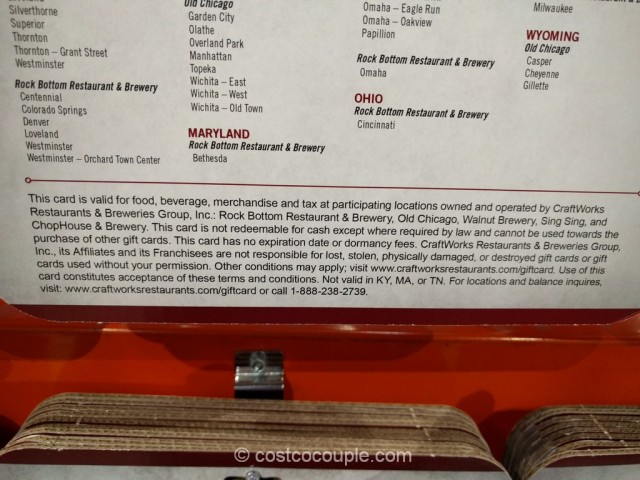 Silverthorne
Superior
Thornton
Thornton – Grant Street
Westminster
Rock Bottom Restaurant & Brewery
Centennial
Colorado Springs
Denver
Loveland
Westminster
Westminster – Orchard Town Center
Old Chicago
Garden City
Olathe
Overland Park
Manhattan
Topeka
Wichita – East
Wichita – West
Wichita – Old Town
MARYLAND
Rock Bottom Restaurant & Brewery
Bethesda
Omaha – Eagle Run
Omaha – Oakview
Papillion
Rock Bottom Restaurant & Brewery
Omaha
OHIO
Rock Bottom Restaurant & Brewery
Cincinnati
Milwaukee
WYOMING
Old Chicago
Casper
Cheyenne
Gillette
This card is valid for food, beverage, merchandise and tax at participating locations owned and operated by CraftWorks
Restaurants & Breweries Group, Inc.: Rock Bottom Restaurant & Brewery, Old Chicago, Walnut Brewery, Sing Sing, and
ChopHouse & Brewery. This card is not redeemable for cash except where required by law and cannot be used towards the
purchase of other gift cards. This card has no expiration date or dormancy fees. CraftWorks Restaurants & Breweries Group,
Inc., its Affiliates and its Franchisees are not responsible for lost, stolen, physically damaged, or destroyed gift cards or gift
cards used without your permission. Other conditions may apply; visit www.craftworksrestaurants.com/giftcard. Use of this
card constitutes acceptance of these terms and conditions. Not valid in KY, MA, or TN. For locations and balance inquires,
visit: www.craftworksrestaurants.com/giftcard or call 1-888-238-2739.
© costcocouple.com